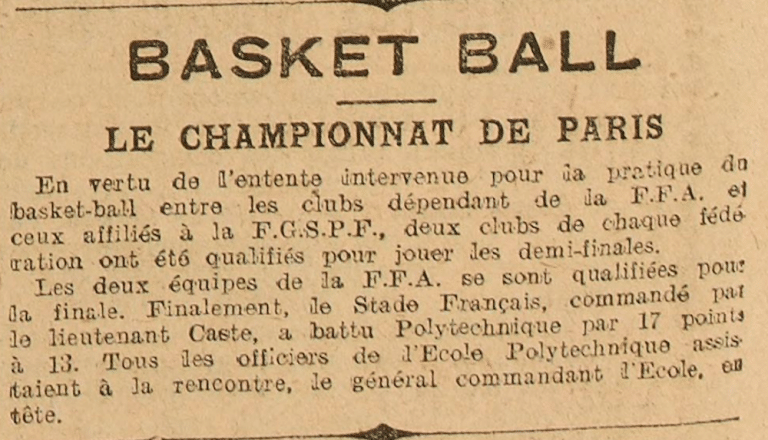 BASKET BALL
LE CHAMPIONNAT DE PARIS
En vertu de l'entente intervenue pour la pratique du
basket-ball entre les clubs dépendant de la F.F.A. et
ceux affiliés à la F.G.S.P.F., deux clubs de chaque fédé-
ration ont été qualifiés pour jouer les demi-finales.
Les deux équipes de la F.F.A. se sont qualifiées pour
la finale. Finalement, le Stade Français, commandé par
le lieutenant Caste, a battu Polytechnique par 17 points
à 13. Tous les officiers de l'Ecole Polytechnique assis-
taient à la rencontre, le général commandant l'Ecole, en
tête.